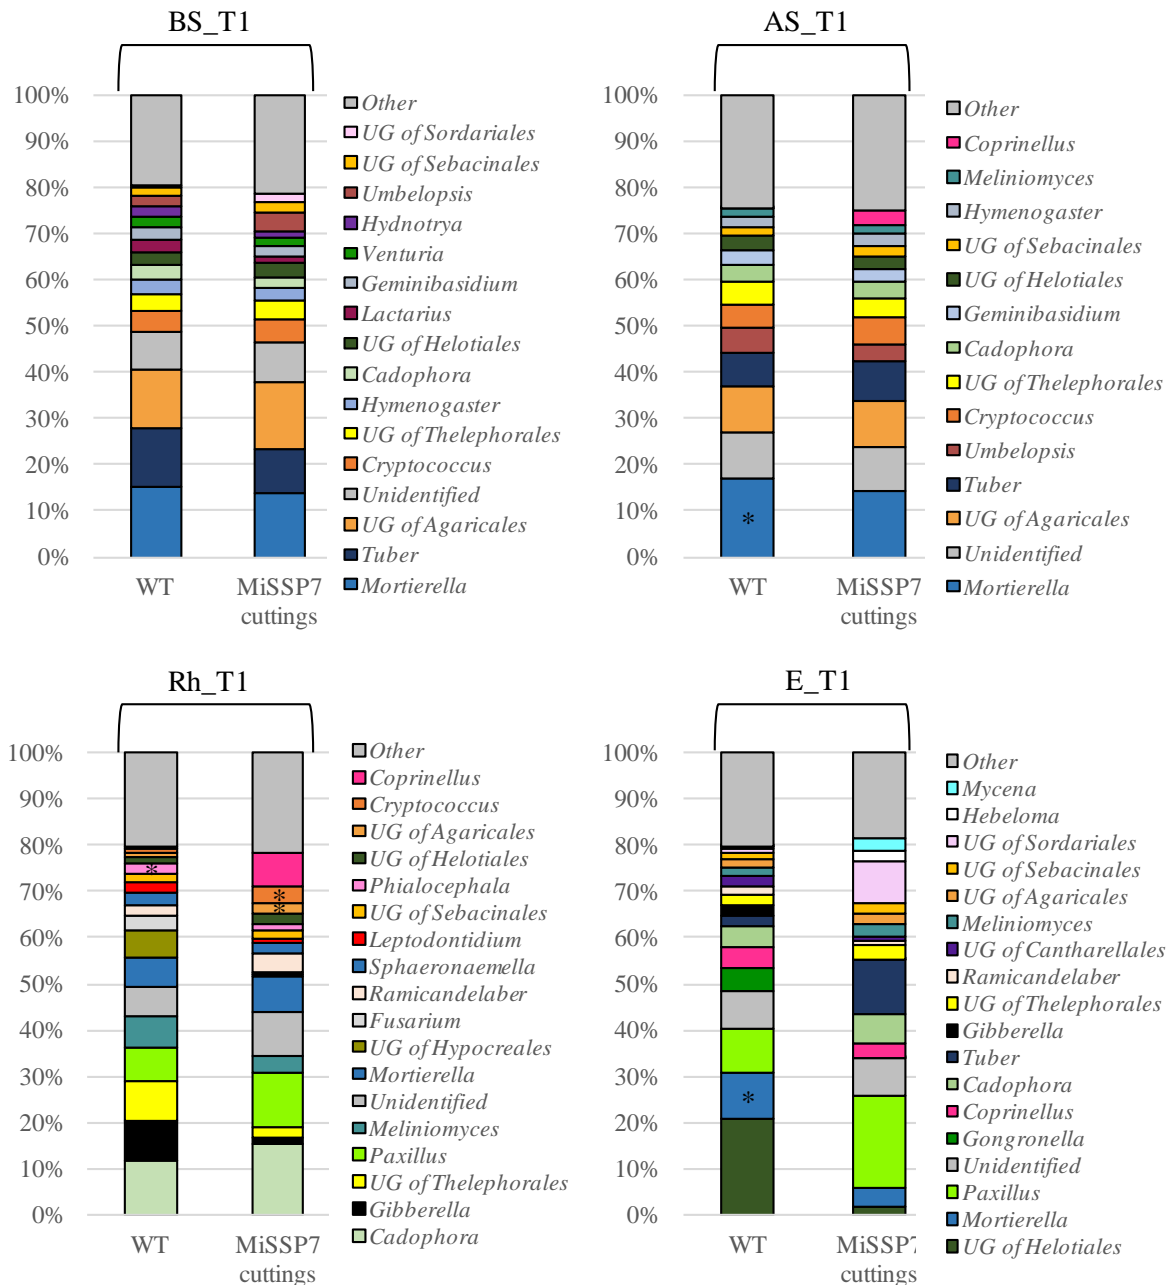 BS_T1
100%
90%
80%
70%
60%
50%
40%
30%
20%
10%
0%
WT
MiSSP7
cuttings
Other
UG of Sordariales
UG of Sebacinales
Umbelopsis
Hydnotrya
Venturia
Geminibasidium
Lactarius
UG of Helotiales
Cadophora
Hymenogaster
UG of Thelephorales
Cryptococcus
Unidentified
UG of Agaricales
Tuber
Mortierella
AS_T1
100%
90%
80%
70%
60%
50%
40%
30%
20%
10%
0%
*
WT
MiSSP7
cuttings
Other
Coprinellus
Meliniomyces
Hymenogaster
UG of Sebacinales
UG of Helotiales
Geminibasidium
Cadophora
UG of Thelephorales
Cryptococcus
Umbelopsis
Tuber
UG of Agaricales
Unidentified
Mortierella
Rh_T1
100%
90%
80%
70%
60%
50%
40%
30%
20%
10%
0%
*
*
*
WT
MiSSP7
cuttings
Other
Coprinellus
Cryptococcus
UG of Agaricales
UG of Helotiales
Phialocephala
UG of Sebacinales
Leptodontidium
Sphaeronaemella
Ramicandelaber
Fusarium
UG of Hypocreales
Mortierella
Unidentified
Meliniomyces
Paxillus
UG of Thelephorales
Gibberella
Cadophora
E_T1
100%
90%
80%
70%
60%
50%
40%
30%
20%
10%
0%
*
WT
MiSSP7
cuttings
Other
Mycena
Hebeloma
UG of Sordariales
UG of Sebacinales
UG of Agaricales
Meliniomyces
UG of Cantharellales
Ramicandelaber
UG of Thelephorales
Gibberella
Tuber
Cadophora
Coprinellus
Gongronella
Unidentified
Paxillus
Mortierella
UG of Helotiales